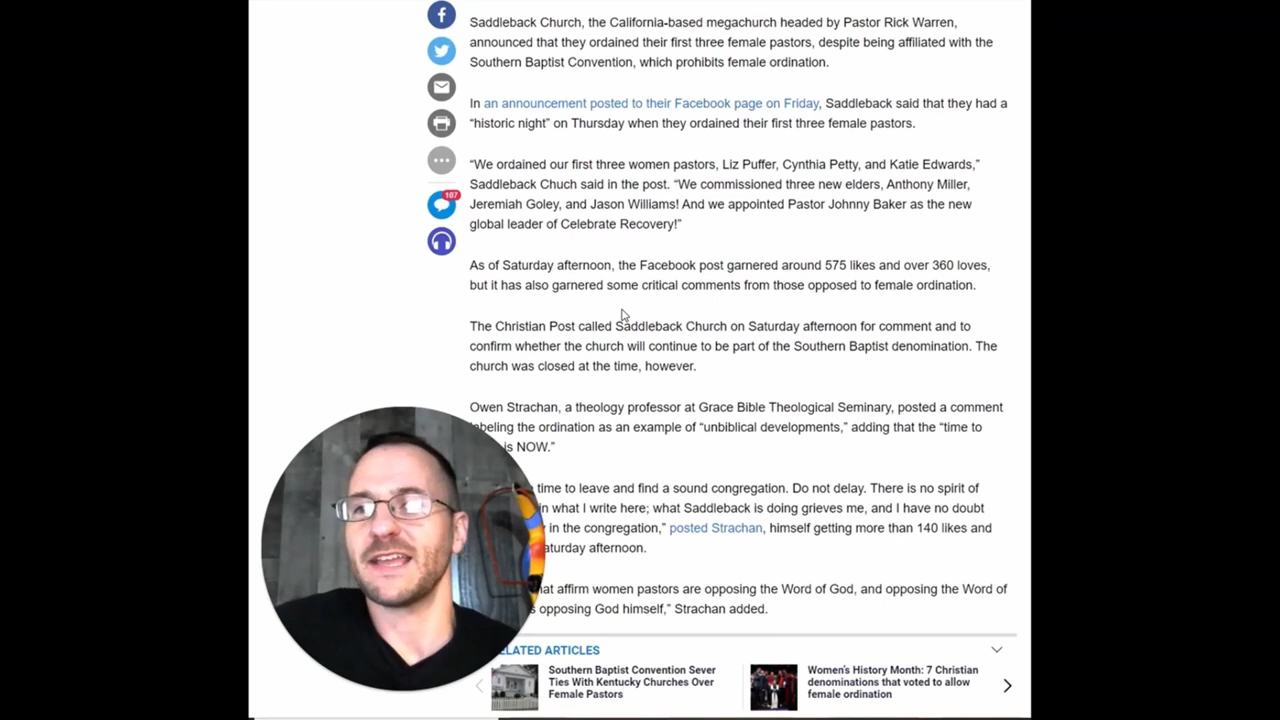 Saddleback Church, the California-based megachurch headed by Pastor Rick Warren,
announced that they ordained their first three female pastors, despite being affiliated with the
Southern Baptist Convention, which prohibits female ordination.
In an announcement posted to their Facebook page on Friday, Saddleback said that they had a
“historic night” on Thursday when they ordained their first three female pastors.
“We ordained our first three women pastors, Liz Puffer, Cynthia Petty, and Katie Edwards,”
Saddleback Chuch said in the post. “We commissioned three new elders, Anthony Miller,
Jeremiah Goley, and Jason Williams! And we appointed Pastor Johnny Baker as the new
107
global leader of Celebrate Recovery!”
As of Saturday afternoon, the Facebook post garnered around 575 likes and over 360 loves,
but it has also garnered some critical comments from those opposed to female ordination.
The Christian Post called Saddleback Church on Saturday afternoon for comment and to
confirm whether the church will continue to be part of the Southern Baptist denomination. The
church was closed at the time, however.
Owen Strachan, a theology professor at Grace Bible Theological Seminary, posted a comment
the ordination as an example of “unbiblical developments,” adding that the “time to
is NOW.”
time to leave and find a sound congregation. Do not delay. There is no spirit of
in what I write here; what Saddleback is doing grieves me, and I have no doubt
in the congregation,” posted Strachan, himself getting more than 140 likes and
afternoon.
that affirm women pastors are opposing the Word of God, and opposing the Word of
opposing God himself,” Strachan added.
ARTICLES
Southern Baptist Convention Sever
Ties With Kentucky Churches Over
Female Pastors
Women’s History Month: 7 Christian
denominations that voted to allow
female ordination